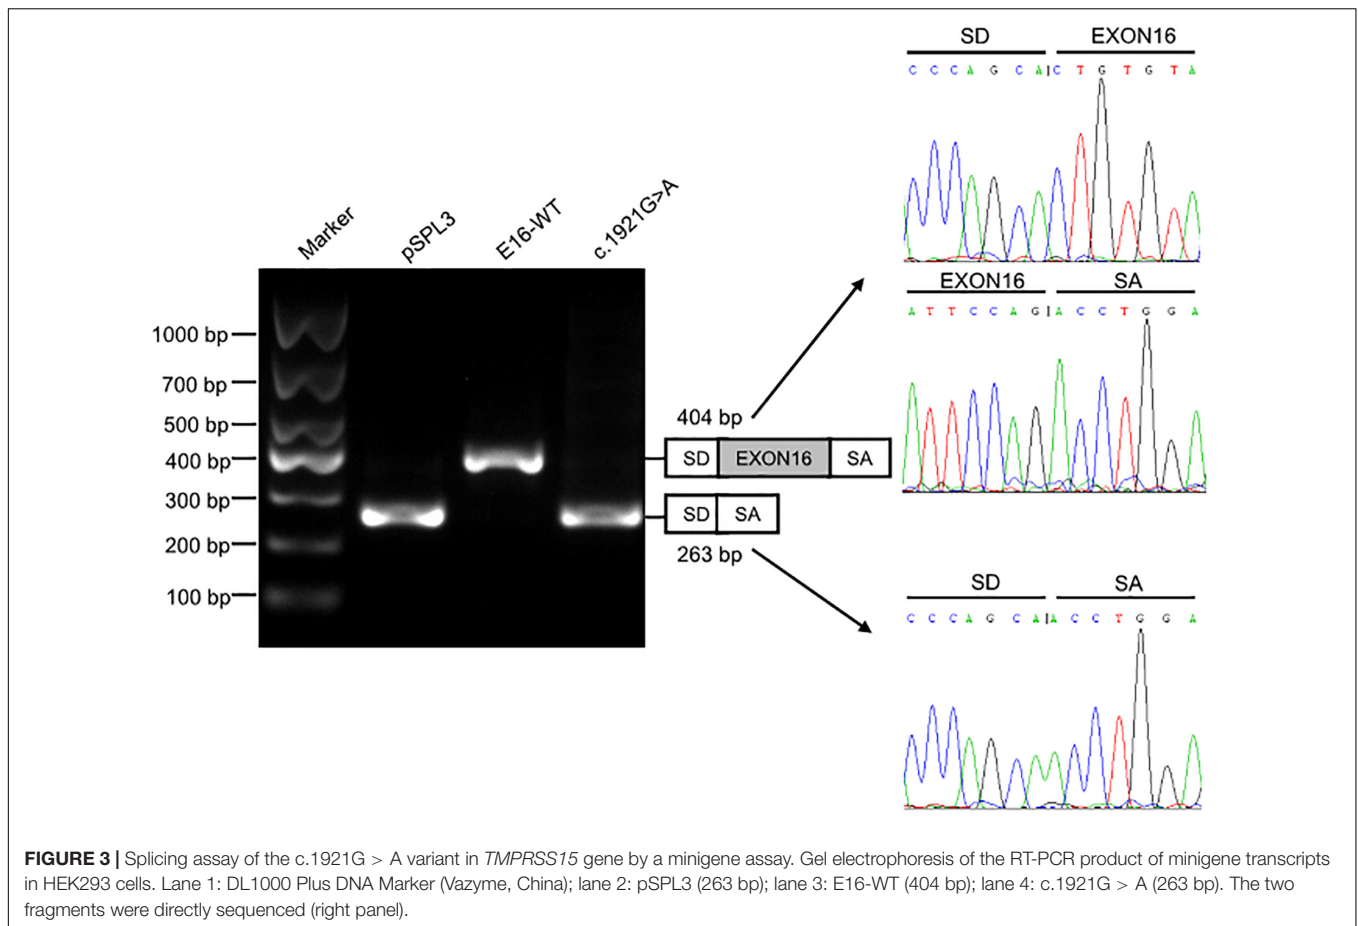 SD EXON16
C C C A G C A|C T G T G T A
EXON16 SA
A T T C C A G|A C C T G G A
Marker pSPL3 E16-WT c.1921G>A
1000 bp
700 bp
500 bp
400 bp
300 bp
200 bp
100 bp
404 bp
SD EXON16 SA
SD SA
263 bp
SD SA
C C C A G C A|A C C T G G A
FIGURE 3 | Splicing assay of the c.1921G > A variant in TMPRSS15 gene by a minigene assay. Gel electrophoresis of the RT-PCR product of minigene transcripts
in HEK293 cells. Lane 1: DL1000 Plus DNA Marker (Vazyme, China); lane 2: pSPL3 (263 bp); lane 3: E16-WT (404 bp); lane 4: c.1921G > A (263 bp). The two
fragments were directly sequenced (right panel).